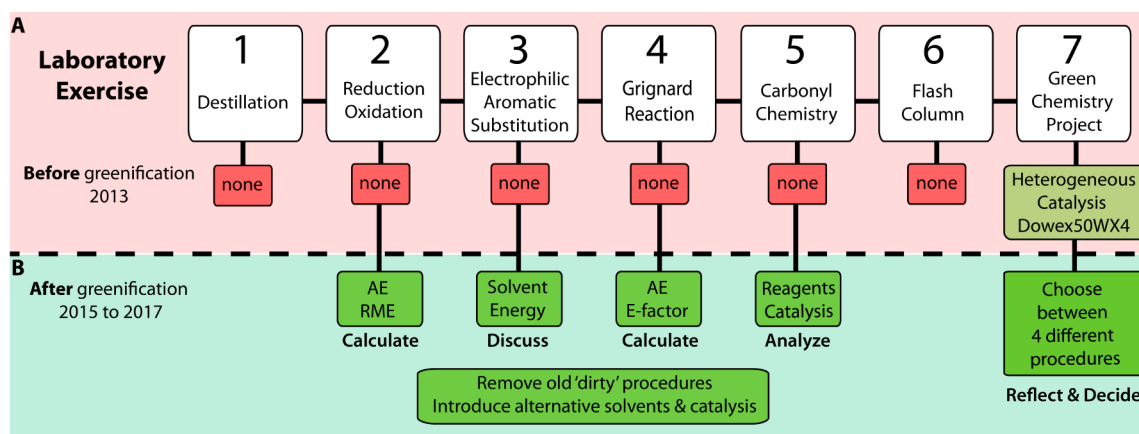 A
Laboratory
Exercise
1
Destillation
2
Reduction
Oxidation
3
Electrophilic
Aromatic
Substitution
4
Grignard
Reaction
5
Carbonyl
Chemistry
6
Flash
Column
7
Green
Chemistry
Project
Before greenification
2013
none
none
none
none
none
none
Heterogeneous
Catalysis
Dowex50WX4
B
After greenification
2015 to 2017
AE
RME
Calculate
Solvent
Energy
Discuss
AE
E-factor
Calculate
Reagents
Catalysis
Analyze
Choose
between
4 different
procedures
Reflect & Decide
Remove old ‘dirty’ procedures
Introduce alternative solvents & catalysis